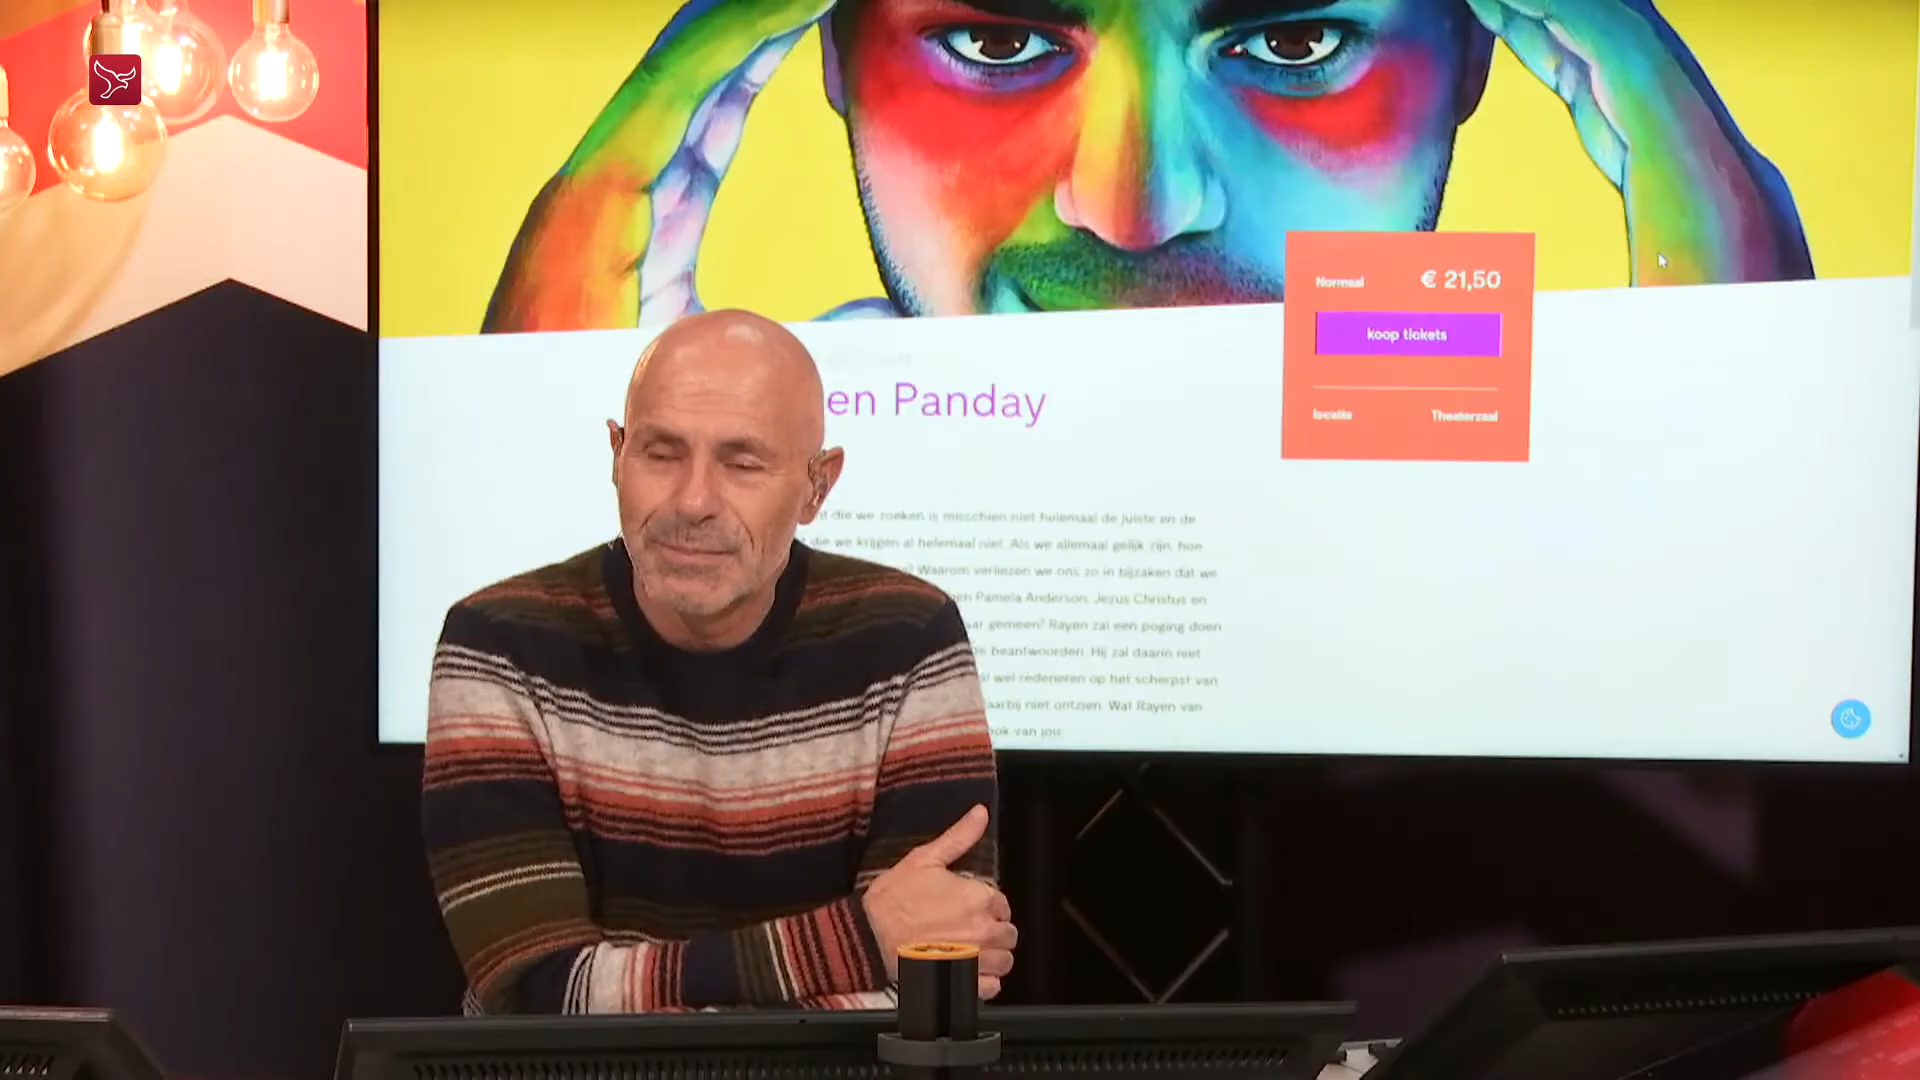 Normaal € 21,50
koop tickets
locatie Theaterzaal
en Panday
die we zoeken is misschien niet helemaal de juiste en de
die we krijgen al helemaal niet. Als we allemaal gelijk zijn, hoe
Waarom verliezen we ons zo in bijzaken dat we
Pamela Anderson, Jezus Christus en
gemeen? Rayen zal een poging doen
beantwoorden. Hij zal daarin niet
wel redeneren op het scherpst van
niet ontzien. Wat Rayen van
ook van jou